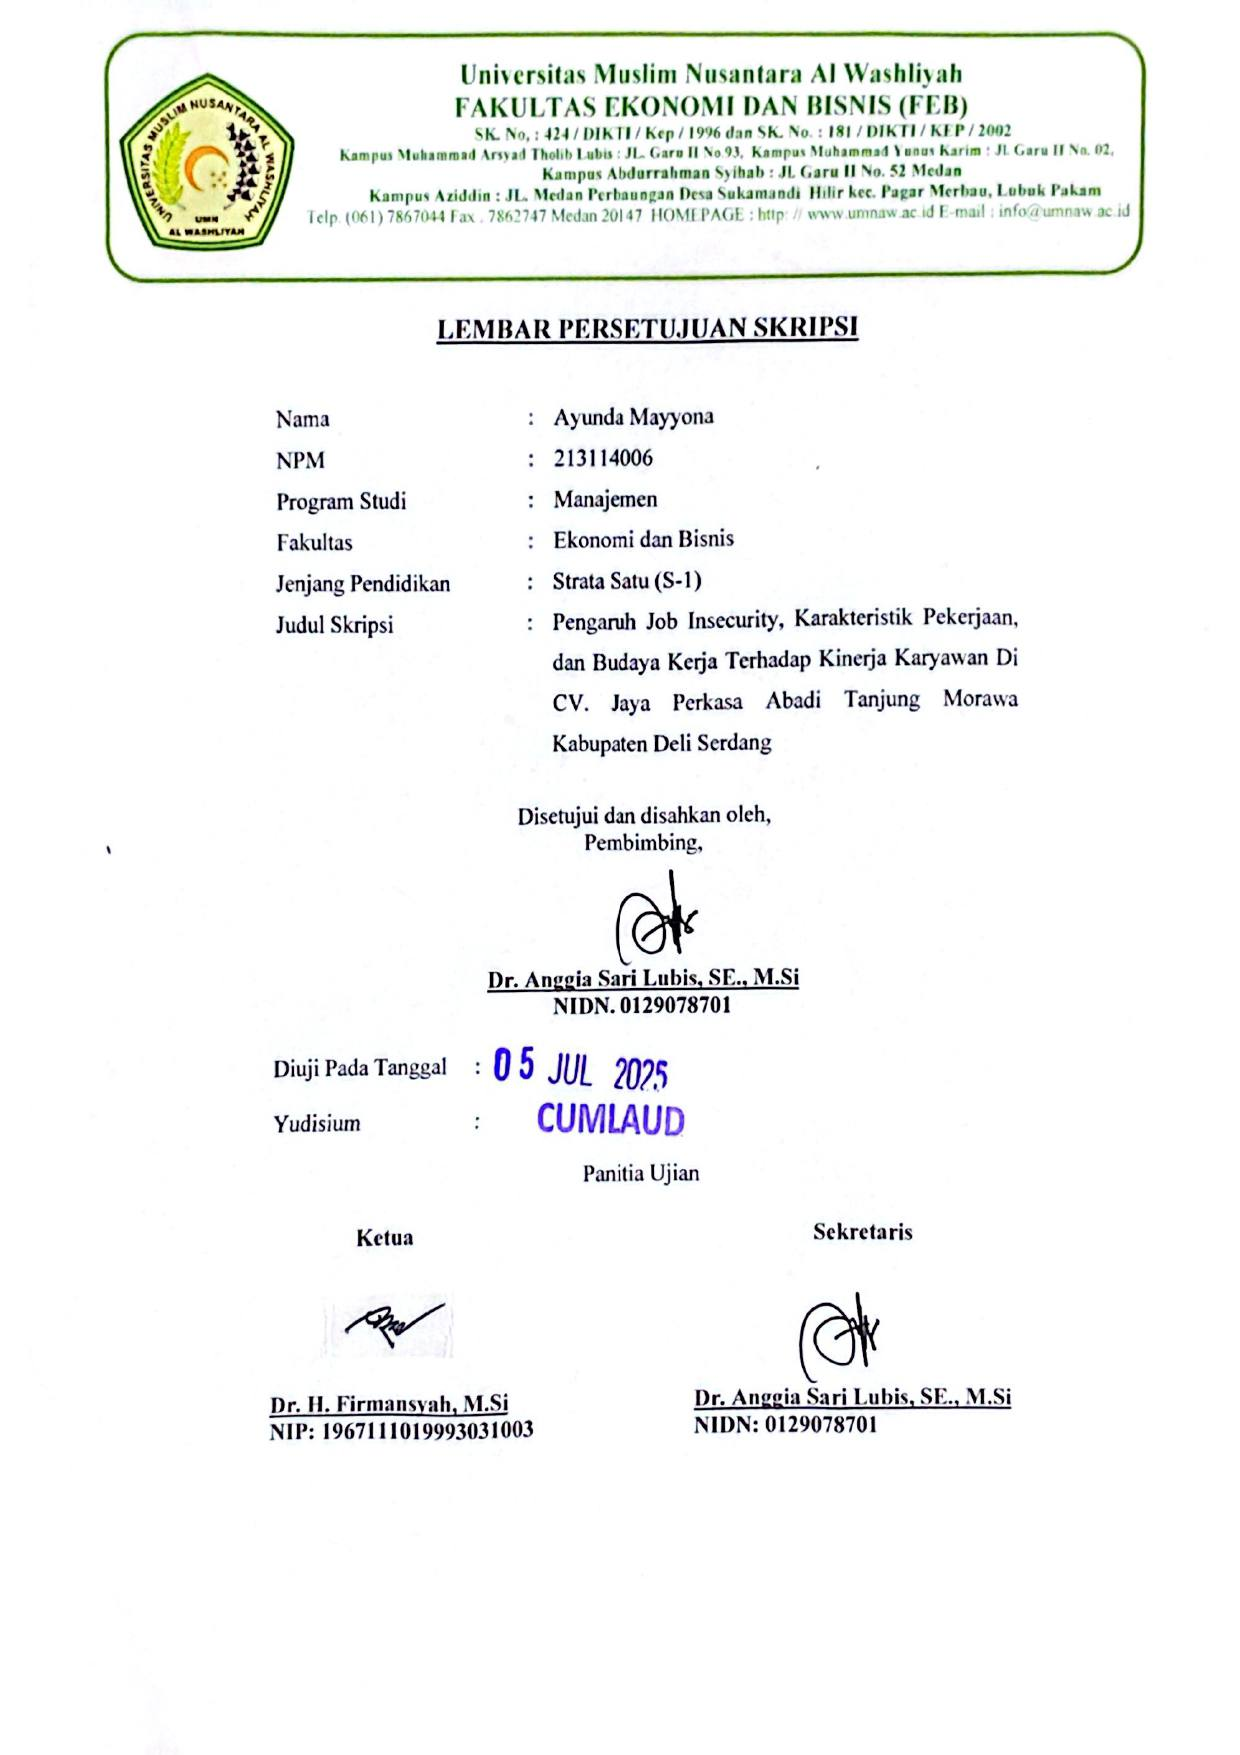 Universitas Muslim Nusantara Al Washliyah
FAKULTAS EKONOMI DAN BISNIS (FEB)
SK. No, : 424 / DIKTI / Kep / 1996 dan SK. No. : 181 / DIKTI / KEP / 2002
Kampus Muhammad Arsyad Tholib Lubis : JL. Garu II No.93, Kampus Muhammad Yunus Karim : Jl. Garu II No. 02,
Kampus Abdurrahman Syihab : Jl. Garu II No. 52 Medan
Kampus Aziddin : JL. Medan Perbaungan Desa Sukamandi Hilir kec. Pagar Merbau, Lubuk Pakam
Telp. (061) 7867044 Fax . 7862747 Medan 20147 HOMEPAGE : http: // www.umnaw.ac.id E-mail : info@umnaw.ac.id
UNIVERSITAS MUSLIM NUSANTARA AL WASHLIYAH
UMN
AL WASHLIYAH
LEMBAR PERSETUJUAN SKRIPSI
Nama : Ayunda Mayyona
NPM : 213114006
Program Studi : Manajemen
Fakultas : Ekonomi dan Bisnis
Jenjang Pendidikan : Strata Satu (S-1)
Judul Skripsi : Pengaruh Job Insecurity, Karakteristik Pekerjaan,
dan Budaya Kerja Terhadap Kinerja Karyawan Di
CV. Jaya Perkasa Abadi Tanjung Morawa
Kabupaten Deli Serdang
Disetujui dan disahkan oleh,
Pembimbing,
Dr. Anggia Sari Lubis, SE., M.Si
NIDN. 0129078701
Diuji Pada Tanggal : 05 JUL 2025
Yudisium : CUMLAUD
Panitia Ujian
Ketua Sekretaris
Dr. H. Firmansyah, M.Si Dr. Anggia Sari Lubis, SE., M.Si
NIP: 1967111019993031003 NIDN: 0129078701